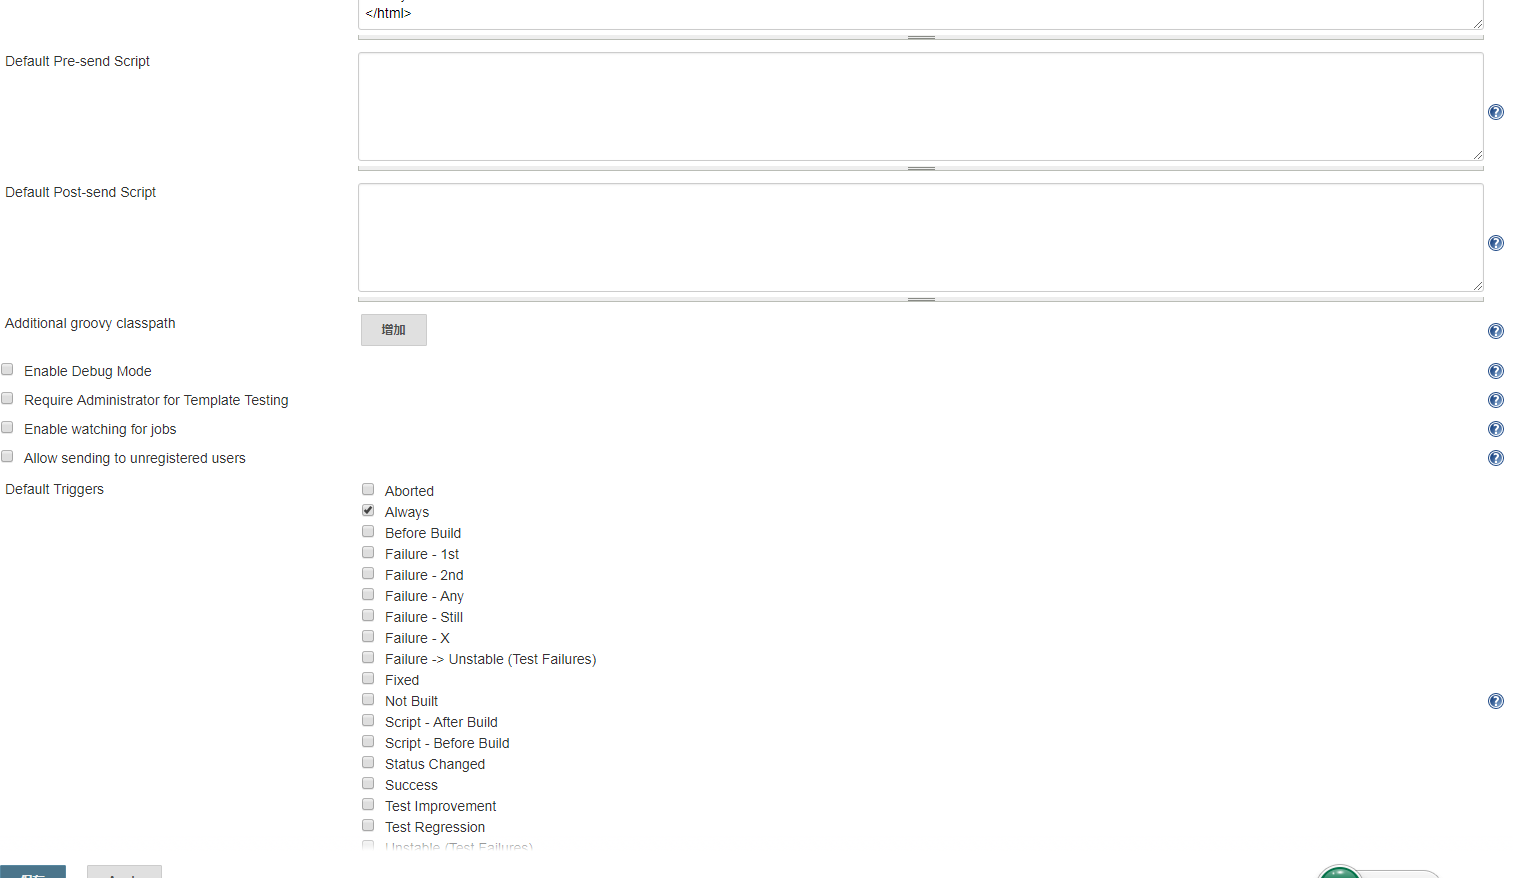 </html>
Default Pre-send Script
Default Post-send Script
Additional groovy classpath
增加
Enable Debug Mode
Require Administrator for Template Testing
Enable watching for jobs
Allow sending to unregistered users
Default Triggers
Aborted
Always
Before Build
Failure - 1st
Failure - 2nd
Failure - Any
Failure - Still
Failure - X
Failure -> Unstable (Test Failures)
Fixed
Not Built
Script - After Build
Script - Before Build
Status Changed
Success
Test Improvement
Test Regression
Unstable (Test Failures)